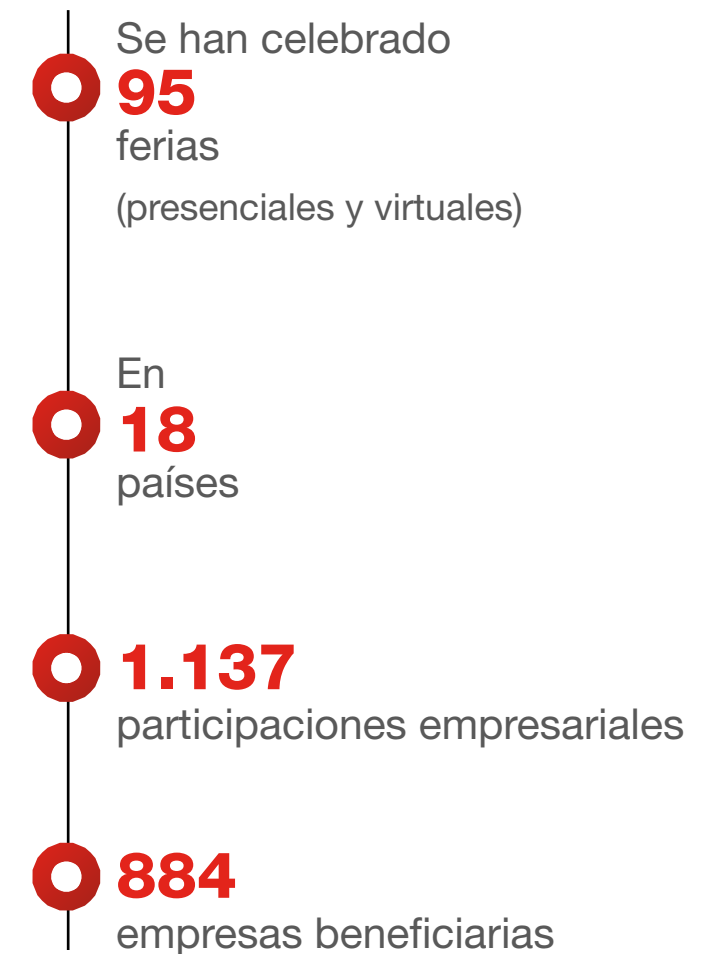 Se han celebrado
95
ferias
(presenciales y virtuales)
En
18
países
1.137
participaciones empresariales
884
empresas beneficiarias